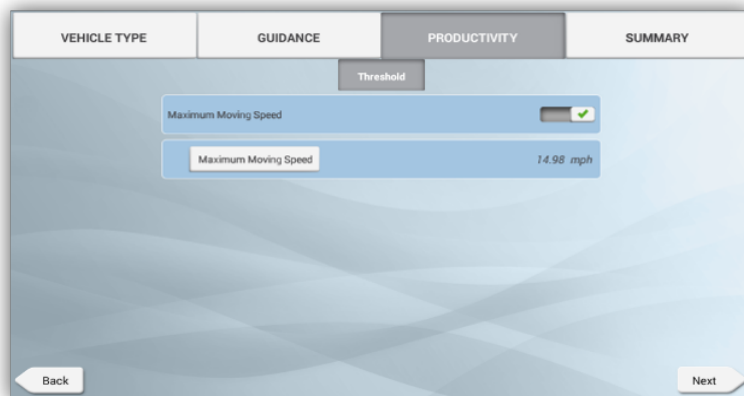 VEHICLE TYPE GUIDANCE PRODUCTIVITY SUMMARY
Threshold
Maximum Moving Speed
Maximum Moving Speed 14.98 mph
Back Next